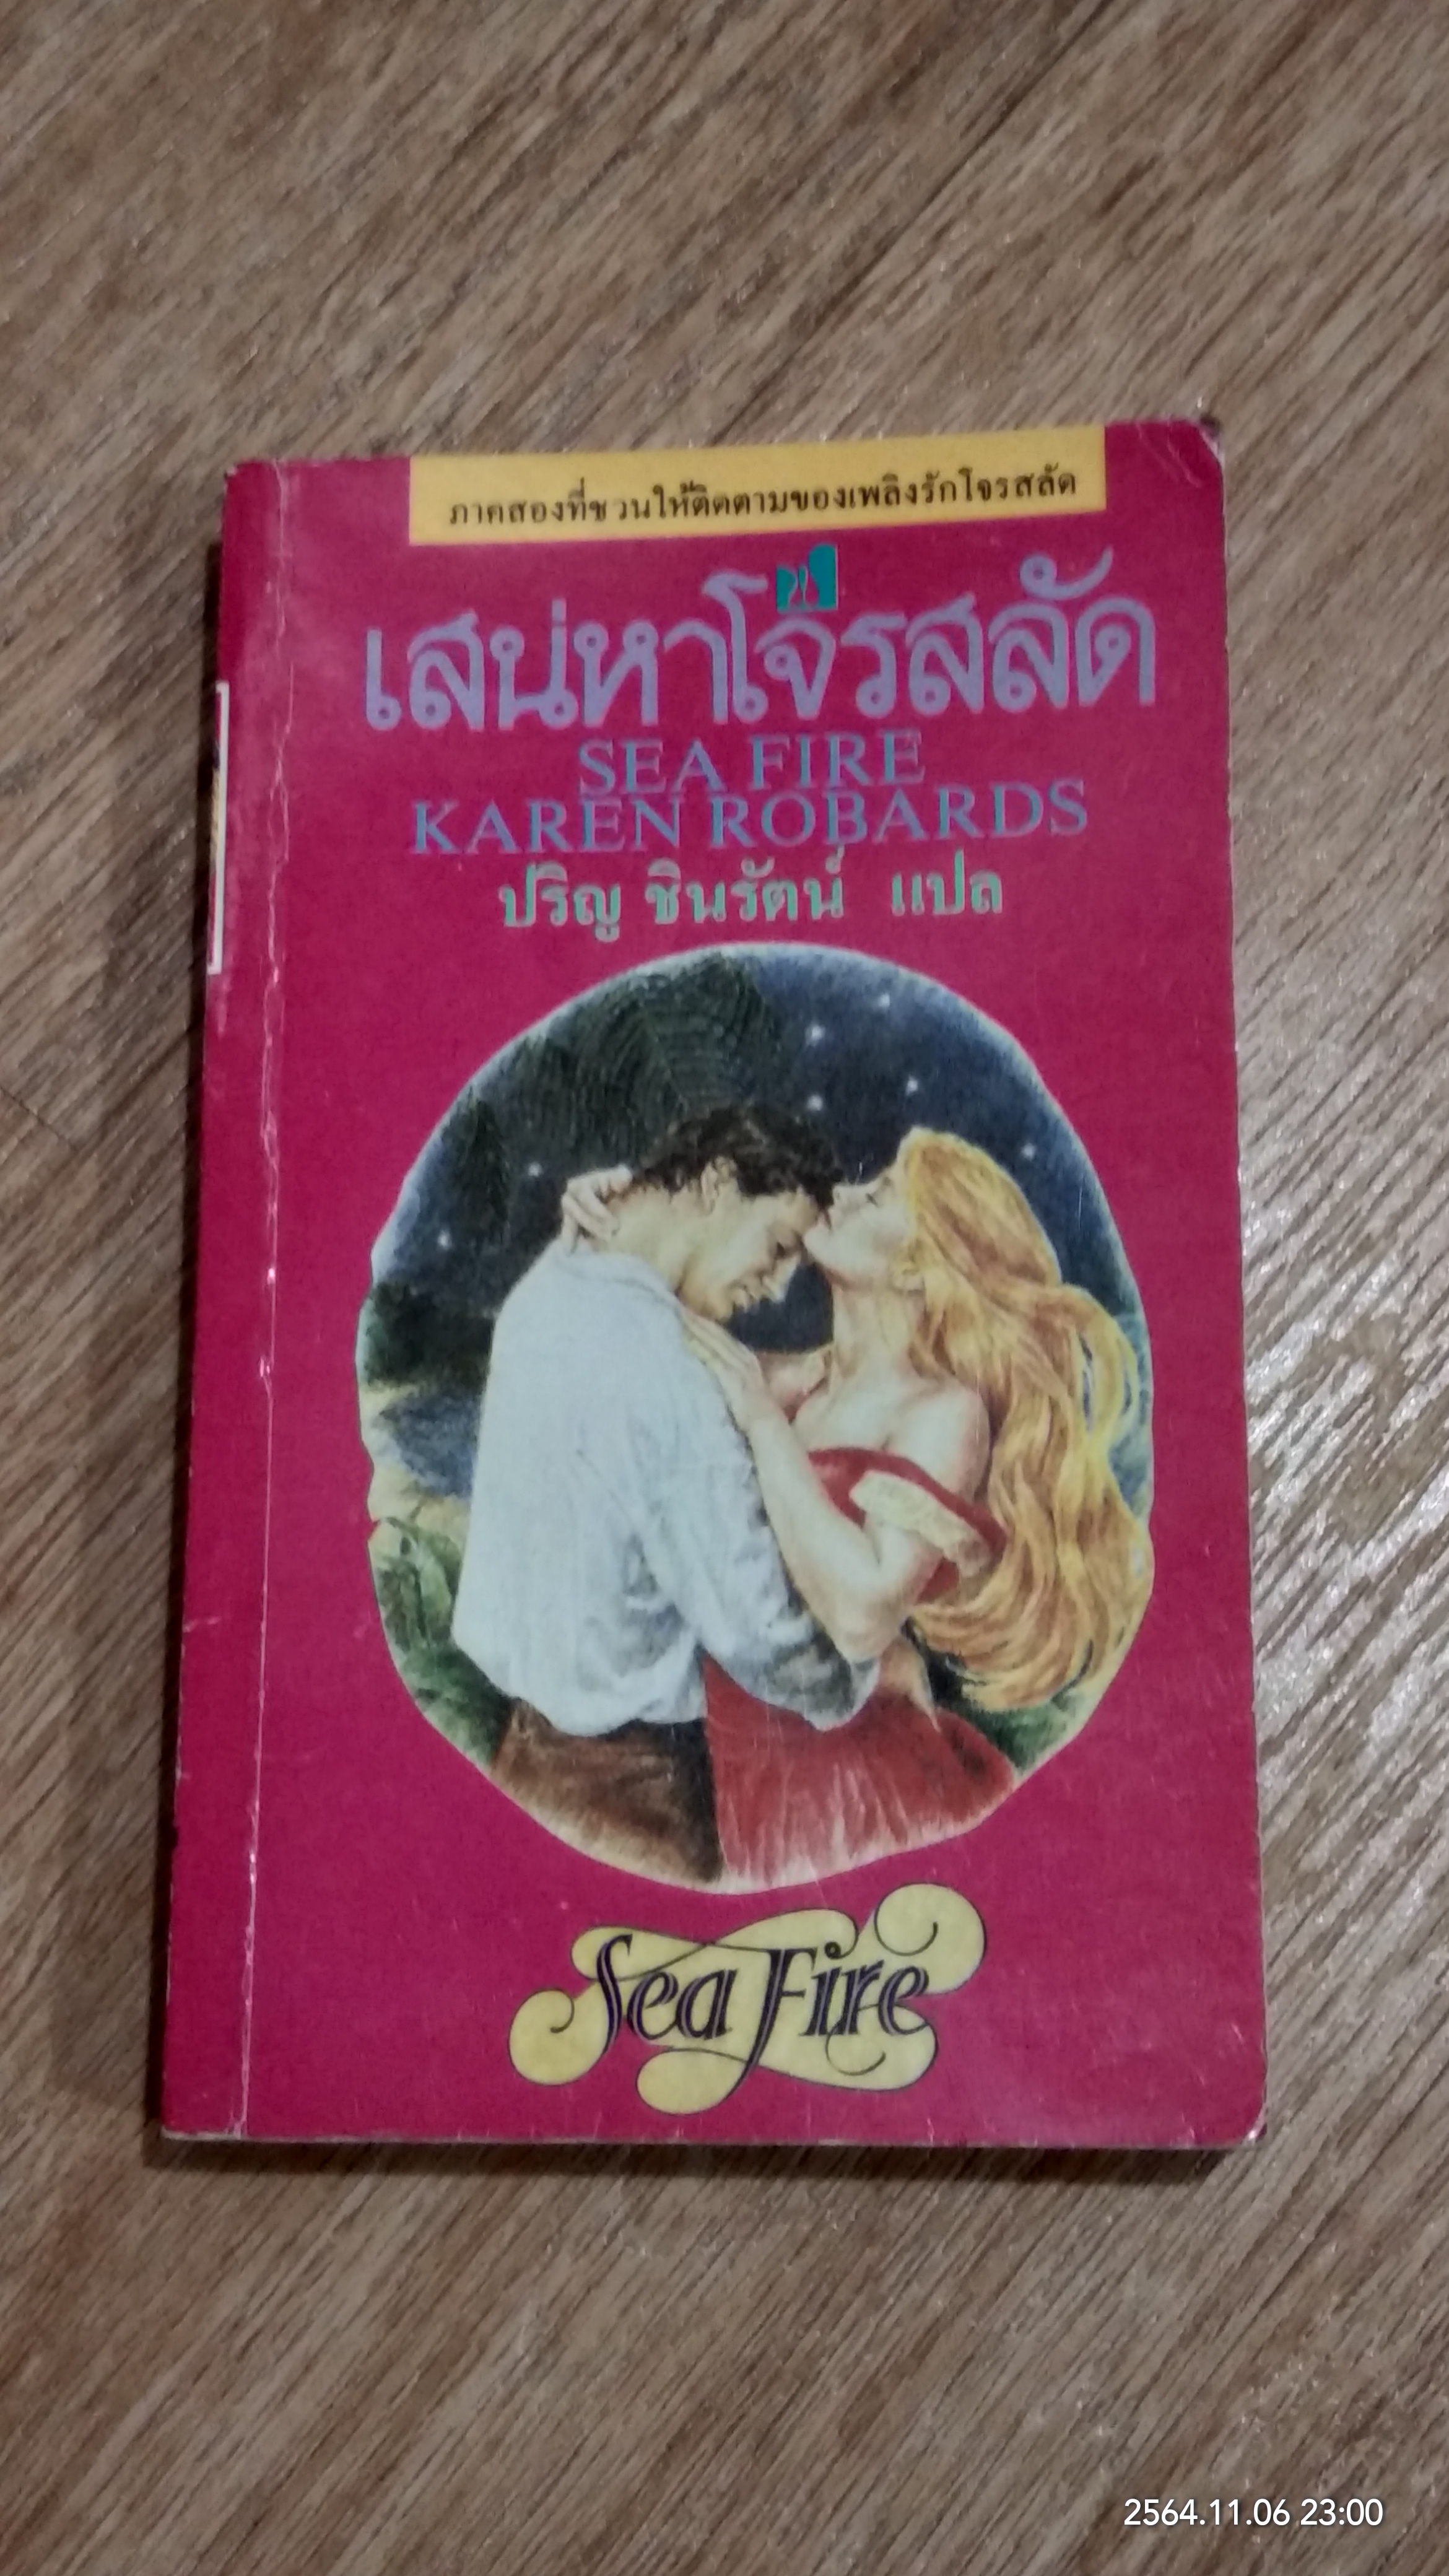 ภาคสองที่ชวนให้ติดตามของเพลิงรักโจรสลัด
เสน่หาโจรสลัด
SEA FIRE
KAREN ROBARDS
ปริญ ชินรัตน์ แปล
Sea Fire
2564.11.06 23:00